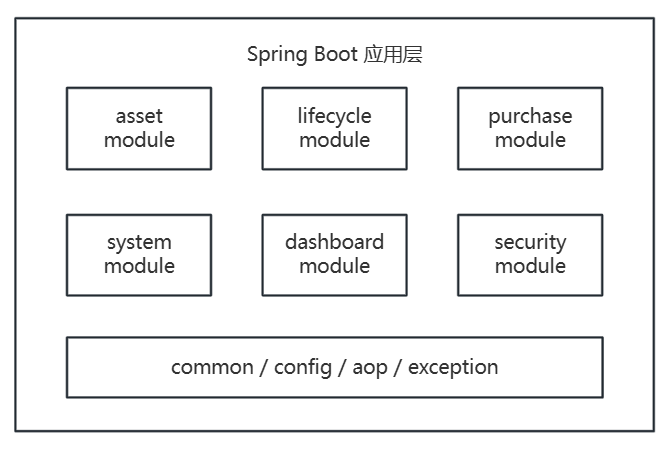 Spring Boot 应用层
asset
module
lifecycle
module
purchase
module
system
module
dashboard
module
security
module
common / config / aop / exception